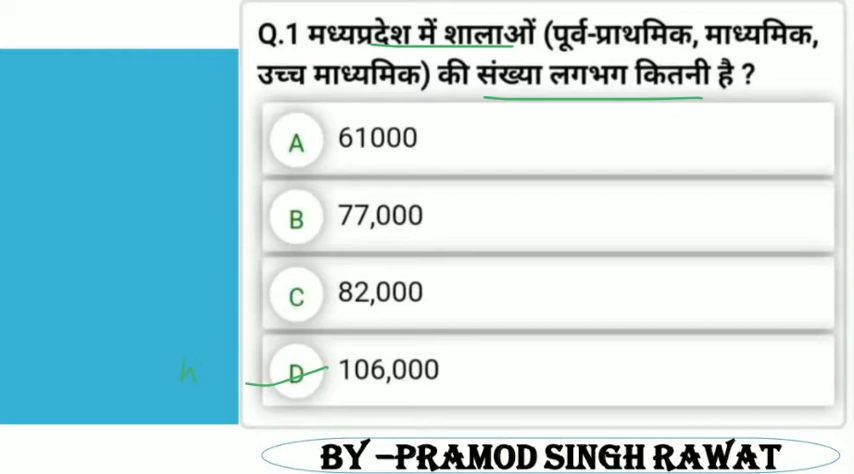 Q.1 मध्यप्रदेश में शालाओं (पूर्व-प्राथमिक, माध्यमिक,
उच्च माध्यमिक) की संख्या लगभग कितनी है ?
A 61000
B 77,000
C 82,000
h D 106,000
BY –PRAMOD SINGH RAWAT